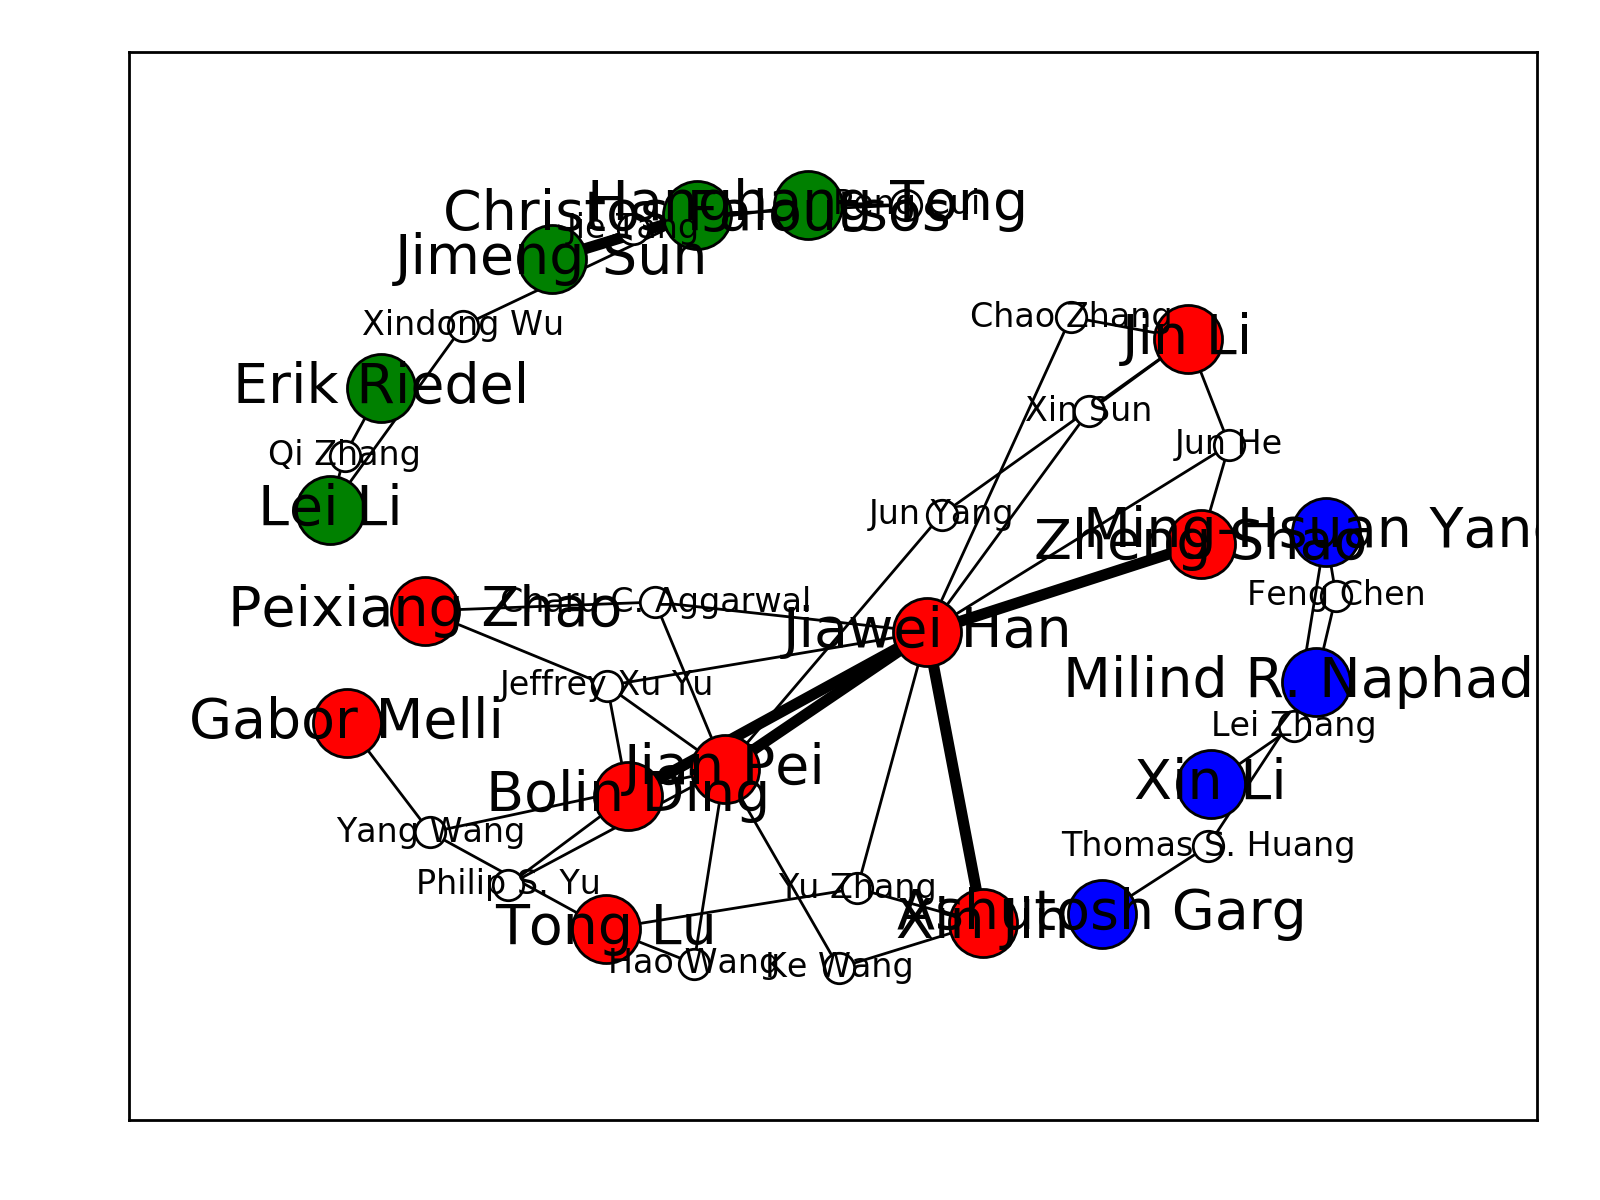 Hanghang Tong
Peng Cui
Christos Faloutsos
Jie Tang
Jimeng Sun
Chao Zhang
Xindong Wu
Jin Li
Erik Riedel
Xin Sun
Jun He
Qi Zhang
Lei Li
Jun Yang
Ming-Hsuan Yang
Zheng Shao
Feng Chen
Charu C. Aggarwal
Peixiang Zhao
Jiawei Han
Jeffrey Xu Yu
Milind R. Naphad
Gabor Melli
Lei Zhang
Jian Pei
Xin Li
Bolin Ding
Yang Wang
Thomas S. Huang
Philip S. Yu
Yu Zhang
Ashutosh Garg
Tong Lu
Hao Wang
Ke Wang